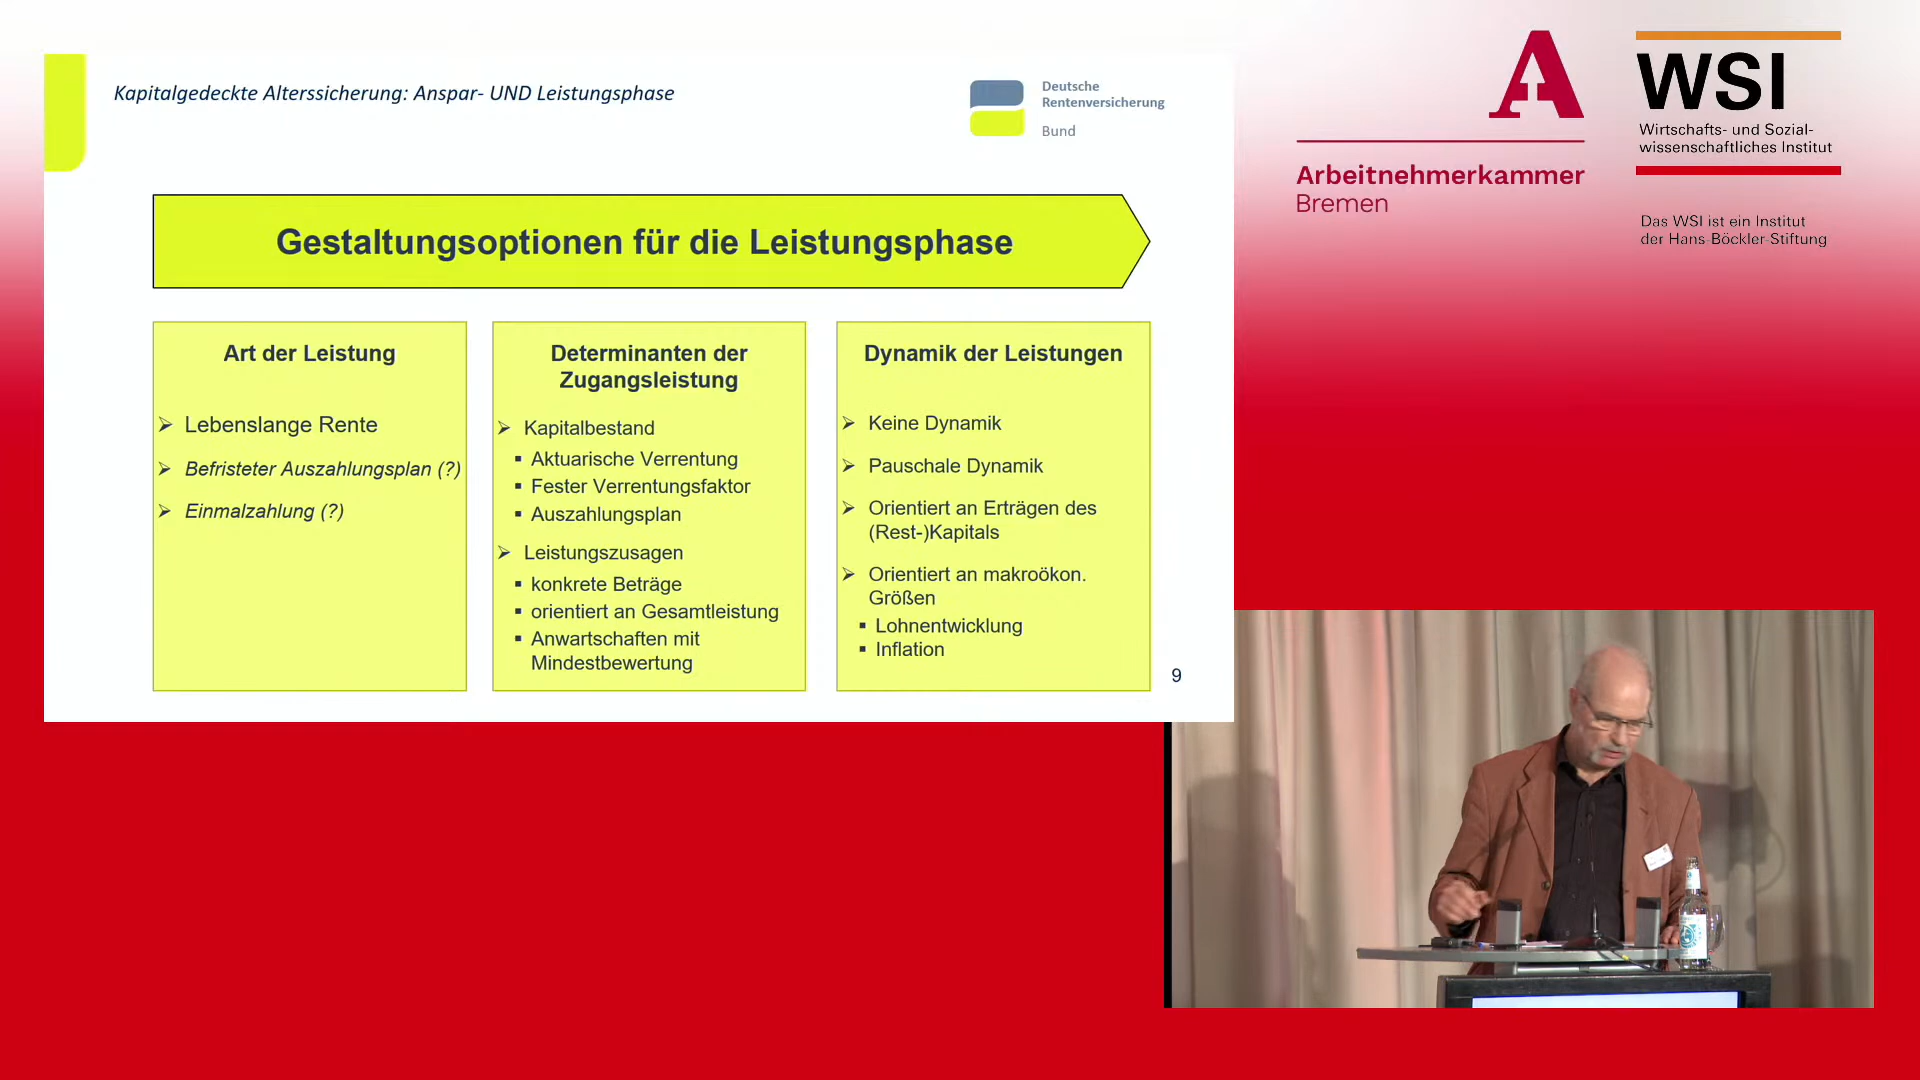 Kapitalgedeckte Alterssicherung: Anspar- UND Leistungsphase
Deutsche
Rentenversicherung
Bund
Gestaltungsoptionen für die Leistungsphase
Art der Leistung
Lebenslange Rente
Befristeter Auszahlungsplan (?)
Einmalzahlung (?)
Determinanten der
Zugangsleistung
Kapitalbestand
Aktuarische Verrentung
Fester Verrentungsfaktor
Auszahlungsplan
Leistungszusagen
konkrete Beträge
orientiert an Gesamtleistung
Anwartschaften mit
Mindestbewertung
Dynamik der Leistungen
Keine Dynamik
Pauschale Dynamik
Orientiert an Erträgen des
(Rest-)Kapitals
Orientiert an makroökon.
Größen
Lohnentwicklung
Inflation
9
A
Arbeitnehmerkammer
Bremen
WSI
Wirtschafts- und Sozial-
wissenschaftliches Institut
Das WSI ist ein Institut
der Hans-Böckler-Stiftung